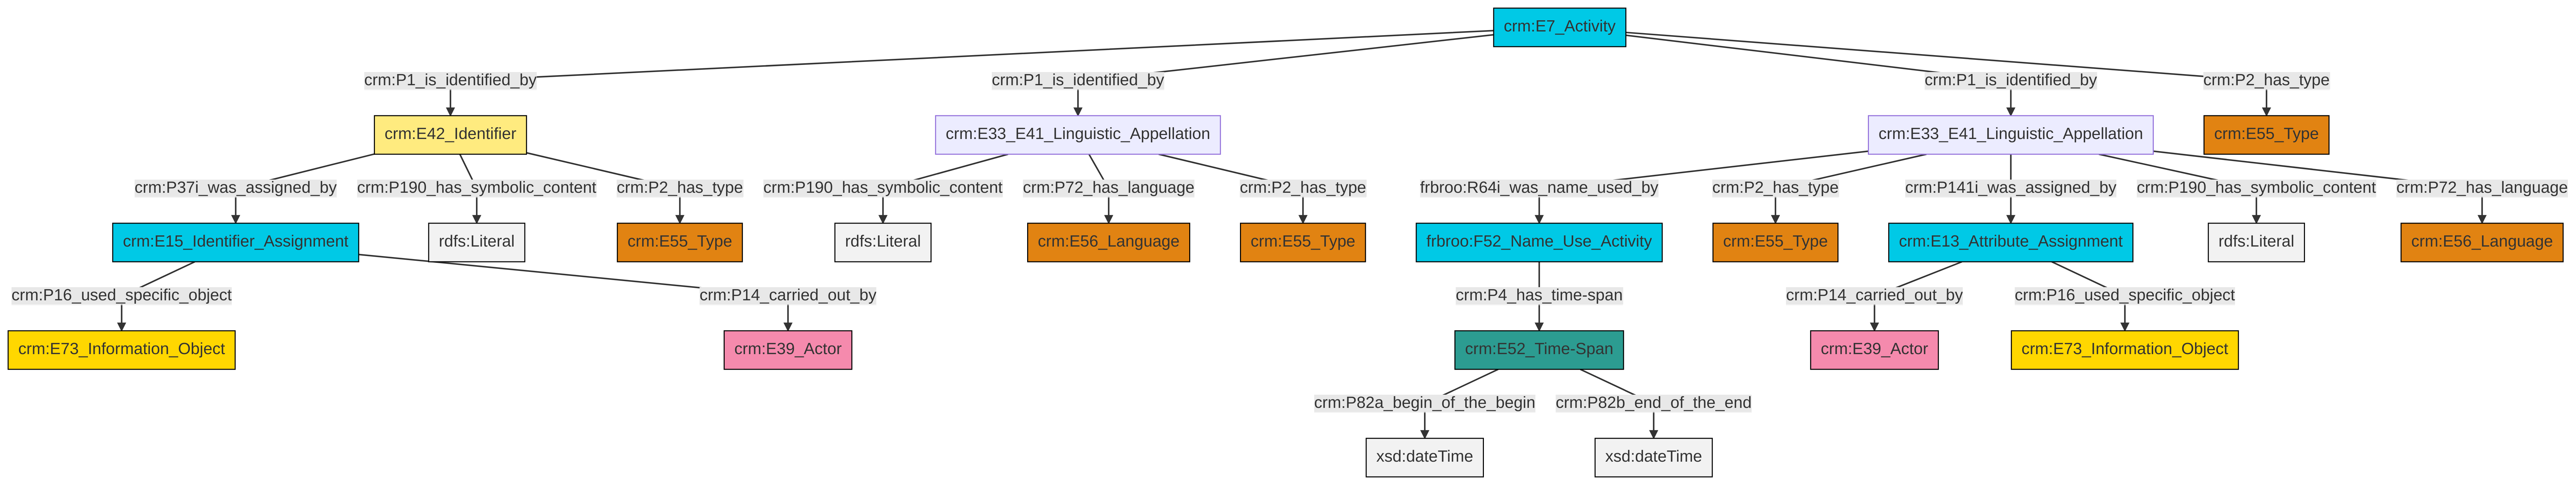 crm:E7_Activity
crm:P1_is_identified_by
crm:P1_is_identified_by
crm:P1_is_identified_by
crm:P2_has_type
crm:E42_Identifier
crm:E33_E41_Linguistic_Appellation
crm:E33_E41_Linguistic_Appellation
crm:E55_Type
crm:P37i_was_assigned_by
crm:P190_has_symbolic_content
crm:P2_has_type
crm:P190_has_symbolic_content
crm:P72_has_language
crm:P2_has_type
frbroo:R64i_was_name_used_by
crm:P2_has_type
crm:P141i_was_assigned_by
crm:P190_has_symbolic_content
crm:P72_has_language
crm:E15_Identifier_Assignment
rdfs:Literal
crm:E55_Type
rdfs:Literal
crm:E56_Language
crm:E55_Type
frbroo:F52_Name_Use_Activity
crm:E55_Type
crm:E13_Attribute_Assignment
rdfs:Literal
crm:E56_Language
crm:P16_used_specific_object
crm:P14_carried_out_by
crm:P4_has_time-span
crm:P14_carried_out_by
crm:P16_used_specific_object
crm:E73_Information_Object
crm:E39_Actor
crm:E52_Time-Span
crm:E39_Actor
crm:E73_Information_Object
crm:P82a_begin_of_the_begin
crm:P82b_end_of_the_end
xsd:dateTime
xsd:dateTime